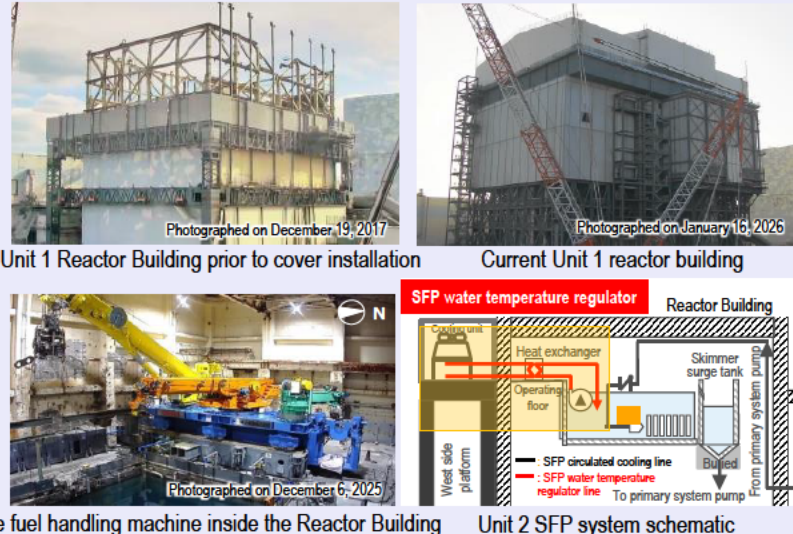 Photographed on December 19, 2017
Photographed on January 16, 2026
Unit 1 Reactor Building prior to cover installation
Current Unit 1 reactor building
N
Photographed on December 6, 2025
SFP water temperature regulator
Reactor Building
Cooling unit
Heat exchanger
Operating
floor
Skimmer
surge tank
From primary system pump
West side
platform
Buried
: SFP circulated cooling line
: SFP water temperature
regulator line
To primary system pump
fuel handling machine inside the Reactor Building
Unit 2 SFP system schematic